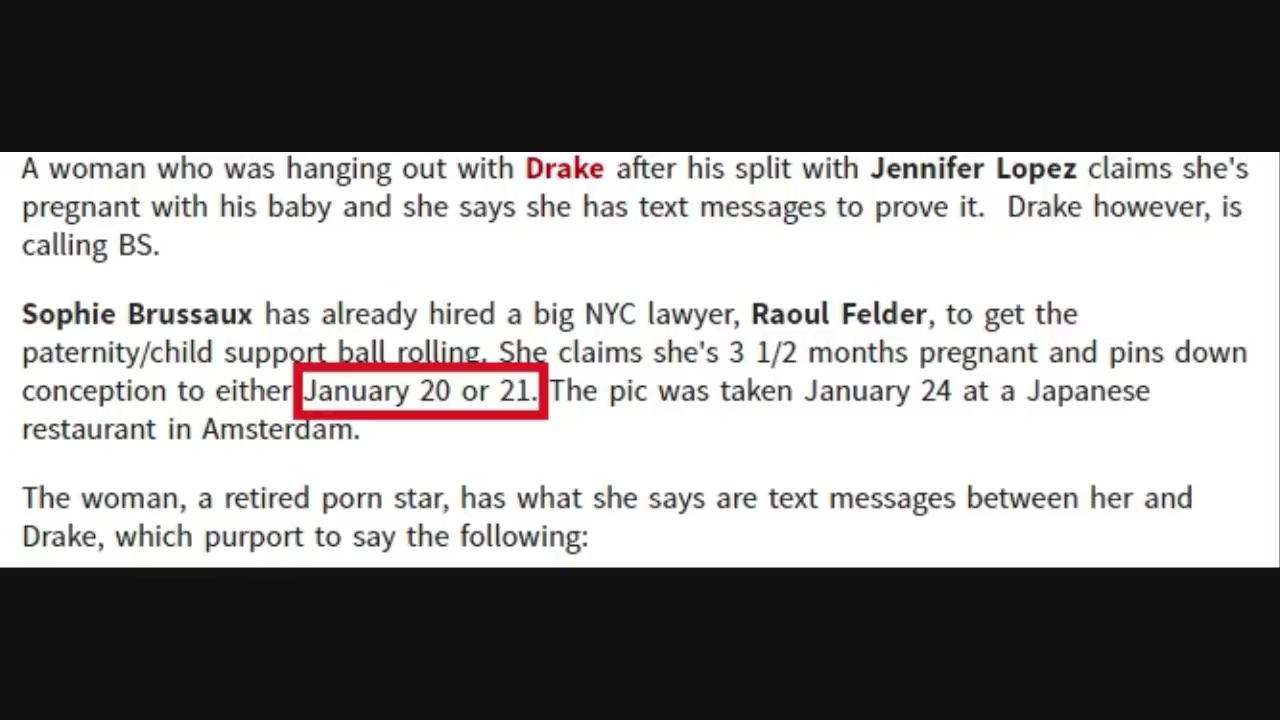 A woman who was hanging out with Drake after his split with Jennifer Lopez claims she's
pregnant with his baby and she says she has text messages to prove it.  Drake however, is
calling BS.
Sophie Brussaux has already hired a big NYC lawyer, Raoul Felder, to get the
paternity/child support ball rolling. She claims she's 3 1/2 months pregnant and pins down
conception to either January 20 or 21. The pic was taken January 24 at a Japanese
restaurant in Amsterdam.
The woman, a retired porn star, has what she says are text messages between her and
Drake, which purport to say the following: